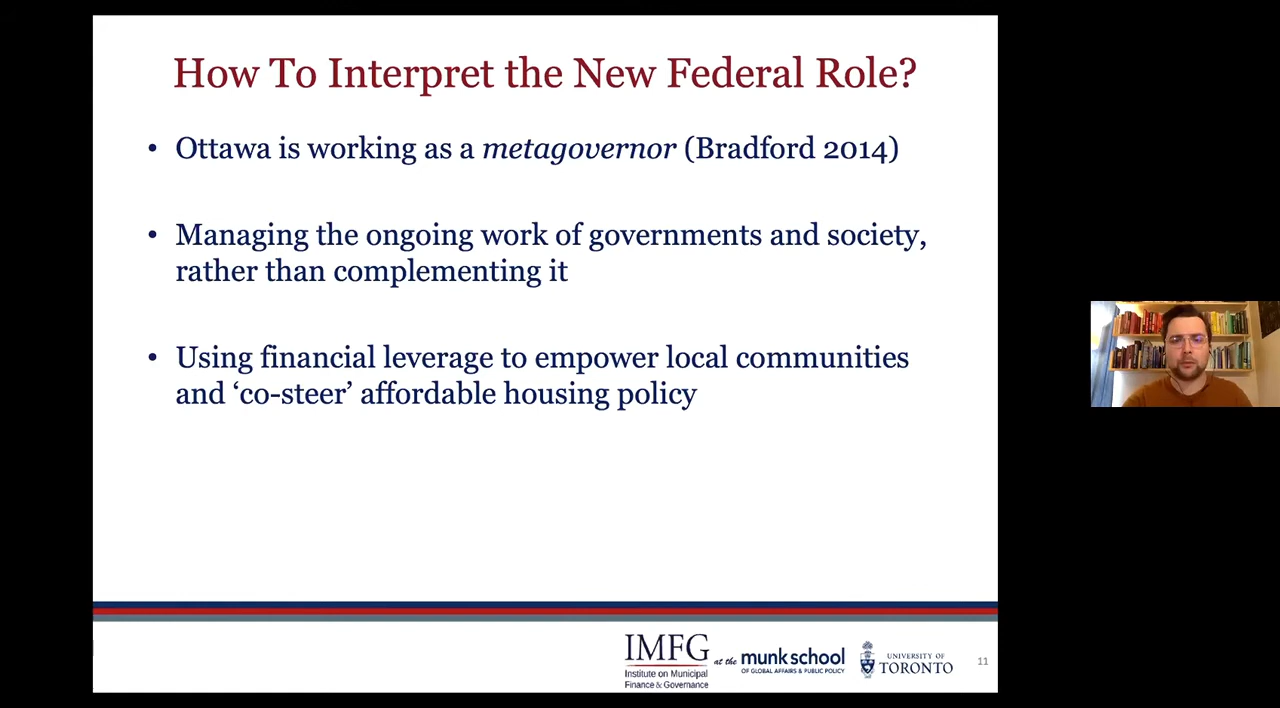 How To Interpret the New Federal Role?
• Ottawa is working as a metagovernor (Bradford 2014)
• Managing the ongoing work of governments and society,
rather than complementing it
• Using financial leverage to empower local communities
and ‘co-steer’ affordable housing policy
IMFG
Institute on Municipal
Finance & Governance
at the munk school
OF GLOBAL AFFAIRS & PUBLIC POLICY
UNIVERSITY OF
TORONTO
11